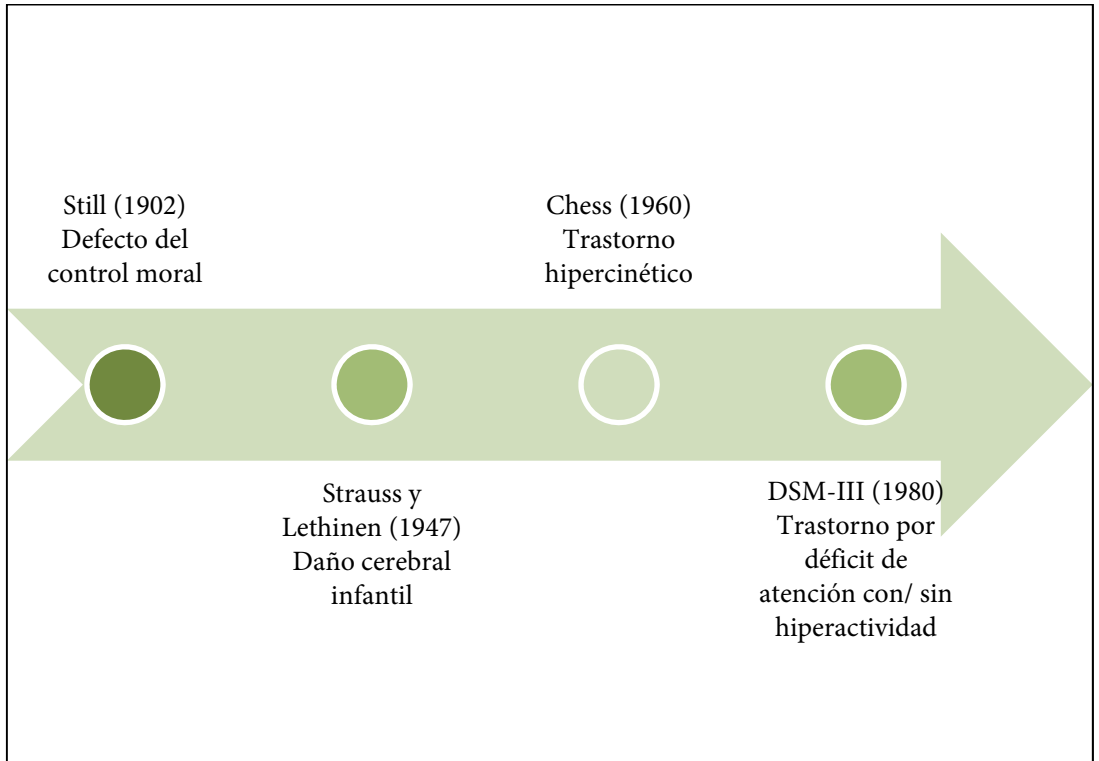 Still (1902)
Defecto del
control moral
Strauss y
Lethinen (1947)
Daño cerebral
infantil
Chess (1960)
Trastorno
hipercinético
DSM-III (1980)
Trastorno por
déficit de
atención con/ sin
hiperactividad